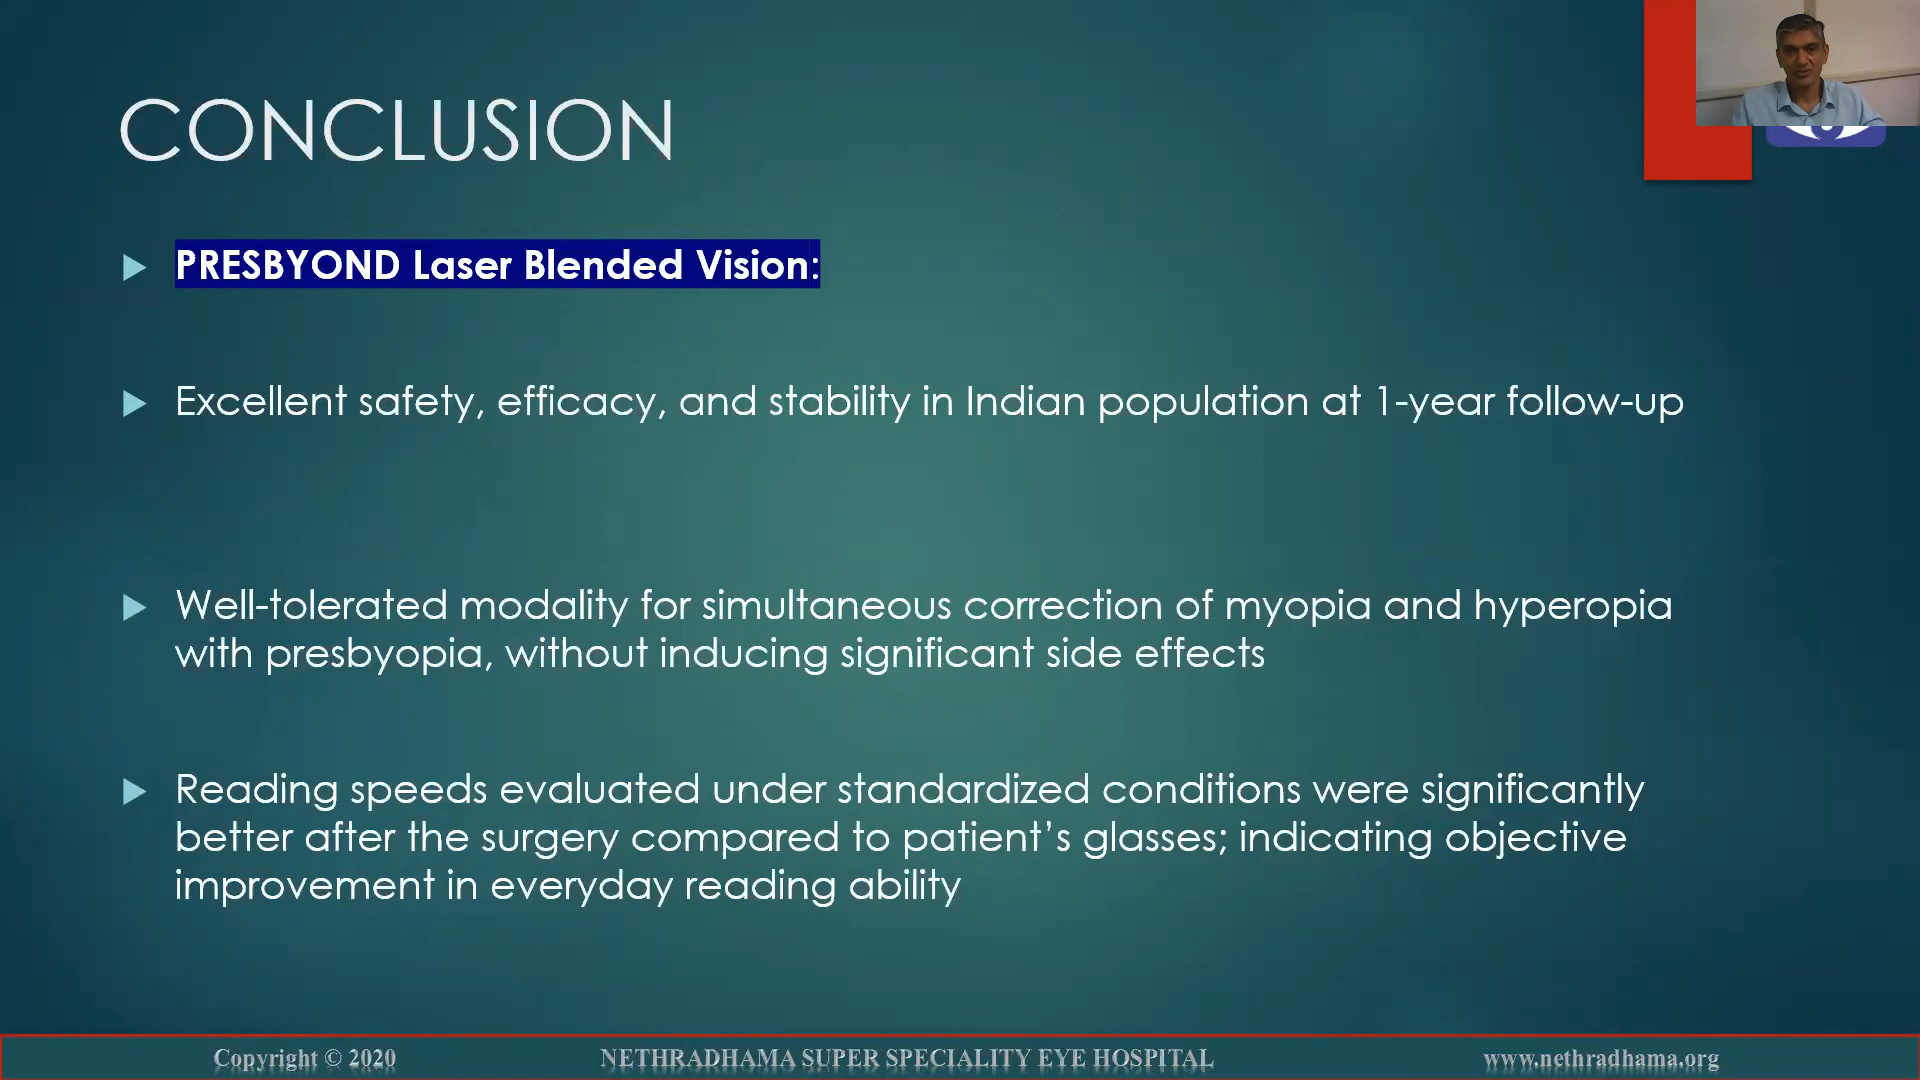 CONCLUSION
PRESBYOND Laser Blended Vision:
Excellent safety, efficacy, and stability in Indian population at 1-year follow-up
Well-tolerated modality for simultaneous correction of myopia and hyperopia
with presbyopia, without inducing significant side effects
Reading speeds evaluated under standardized conditions were significantly
better after the surgery compared to patient’s glasses; indicating objective
improvement in everyday reading ability
Copyright © 2020 NETHRADHAMA SUPER SPECIALITY EYE HOSPITAL www.nethradhama.org